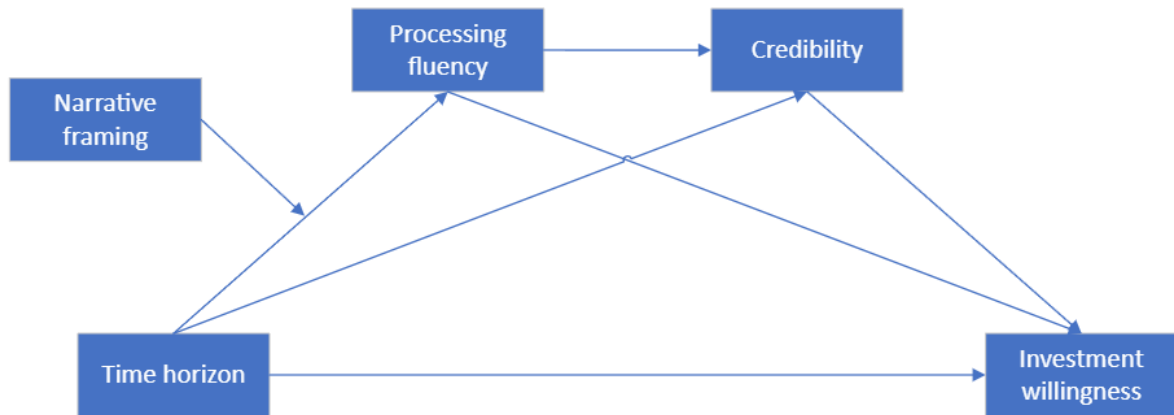 Processing
fluency
Credibility
Narrative
framing
Time horizon
Investment
willingness